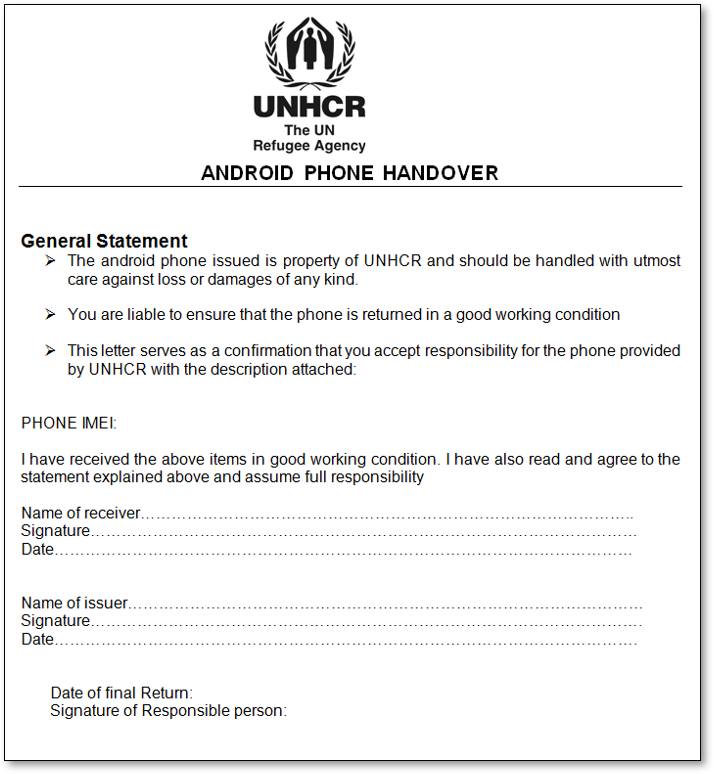 UNHCR
The UN
Refugee Agency
ANDROID PHONE HANDOVER
General Statement
➢ The android phone issued is property of UNHCR and should be handled with utmost
care against loss or damages of any kind.
➢ You are liable to ensure that the phone is returned in a good working condition
➢ This letter serves as a confirmation that you accept responsibility for the phone provided
by UNHCR with the description attached:
PHONE IMEI:
I have received the above items in good working condition. I have also read and agree to the
statement explained above and assume full responsibility
Name of receiver…………………………………………………………………………..
Signature……………………………………………………………………………………
Date…………………………………………………………………………………………
Name of issuer………………………………………………………………………………
Signature…………………………………………………………………………………….
Date………………………………………………………………………………………….
Date of final Return:
Signature of Responsible person: